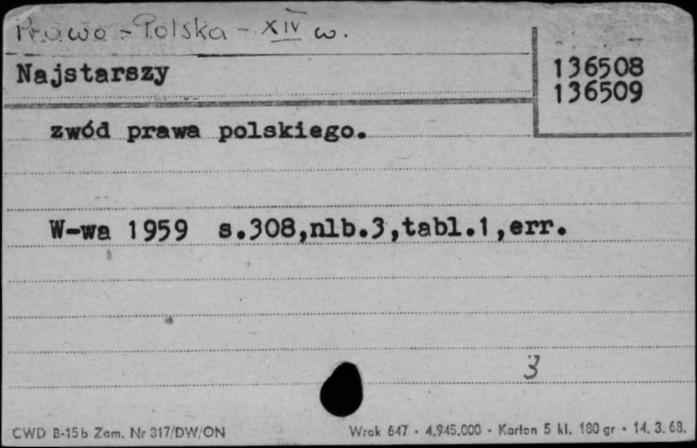 Prawo - Polska - XIV w.
Najstarszy
136508
136509
zwód prawa polskiego.
W-wa 1959 s.308,nlb.3,tabl.1,err.
3
CWD B-15b Zam. Nr 317/DW/ON
Wrak 647 - 4.945.000 - Karton 5 kl. 180 gr - 14. 3. 68.